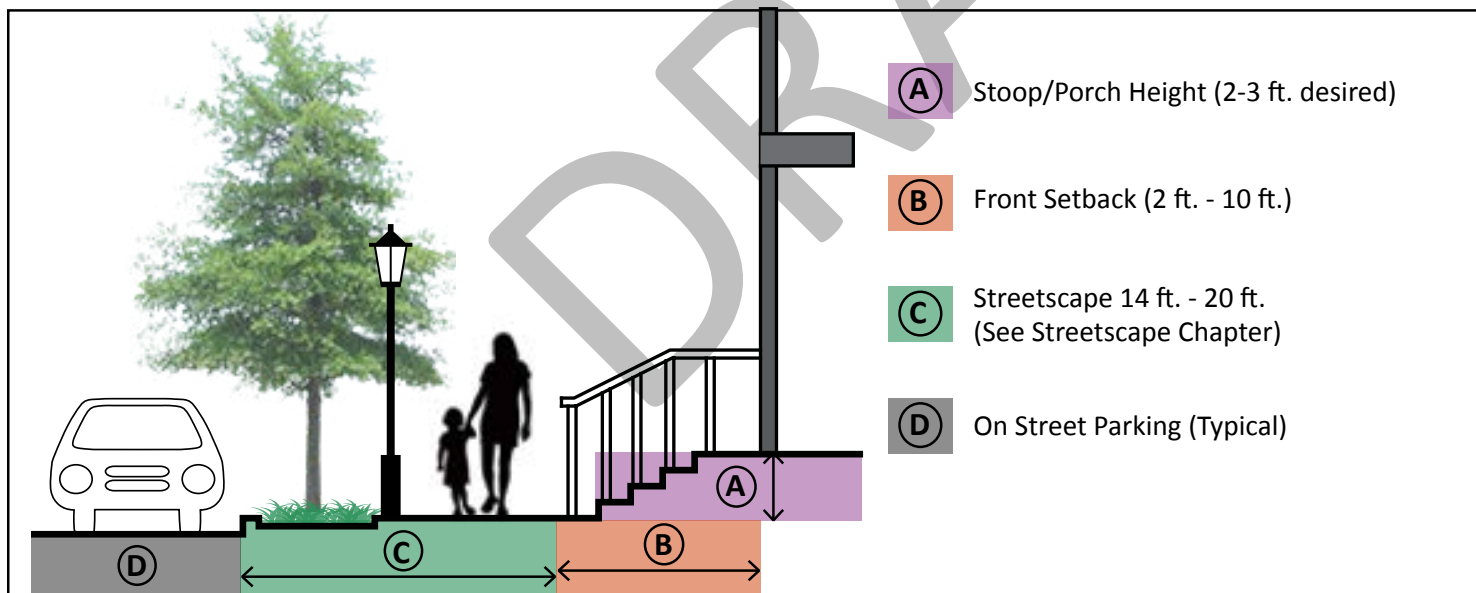 DRA
A Stoop/Porch Height (2-3 ft. desired)
B Front Setback (2 ft. - 10 ft.)
C Streetscape 14 ft. - 20 ft.
(See Streetscape Chapter)
D On Street Parking (Typical)
A
B
C
D